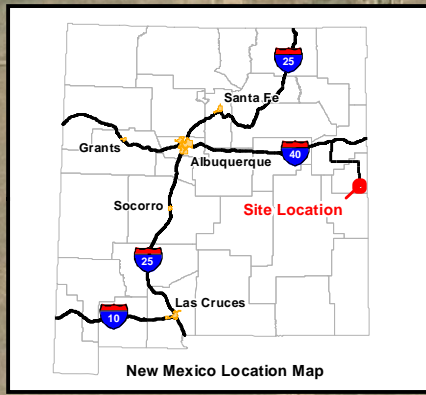 25
Santa Fe
Grants
Albuquerque
40
Socorro
Site Location
25
Las Cruces
10
New Mexico Location Map